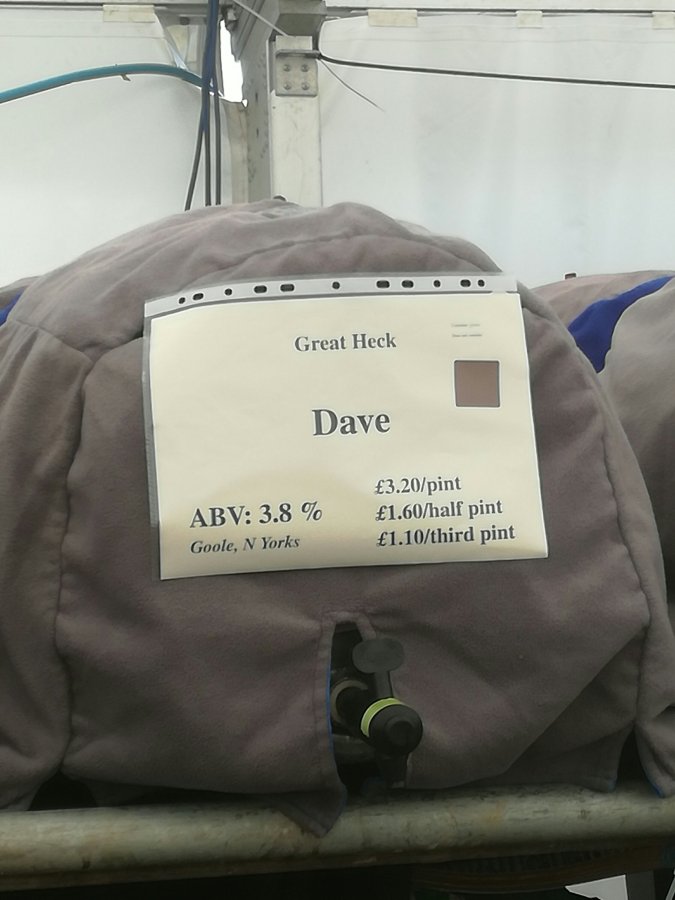 Great Heck
Dave
£3.20/pint
ABV: 3.8 %
£1.60/half pint
Goole, N Yorks
£1.10/third pint